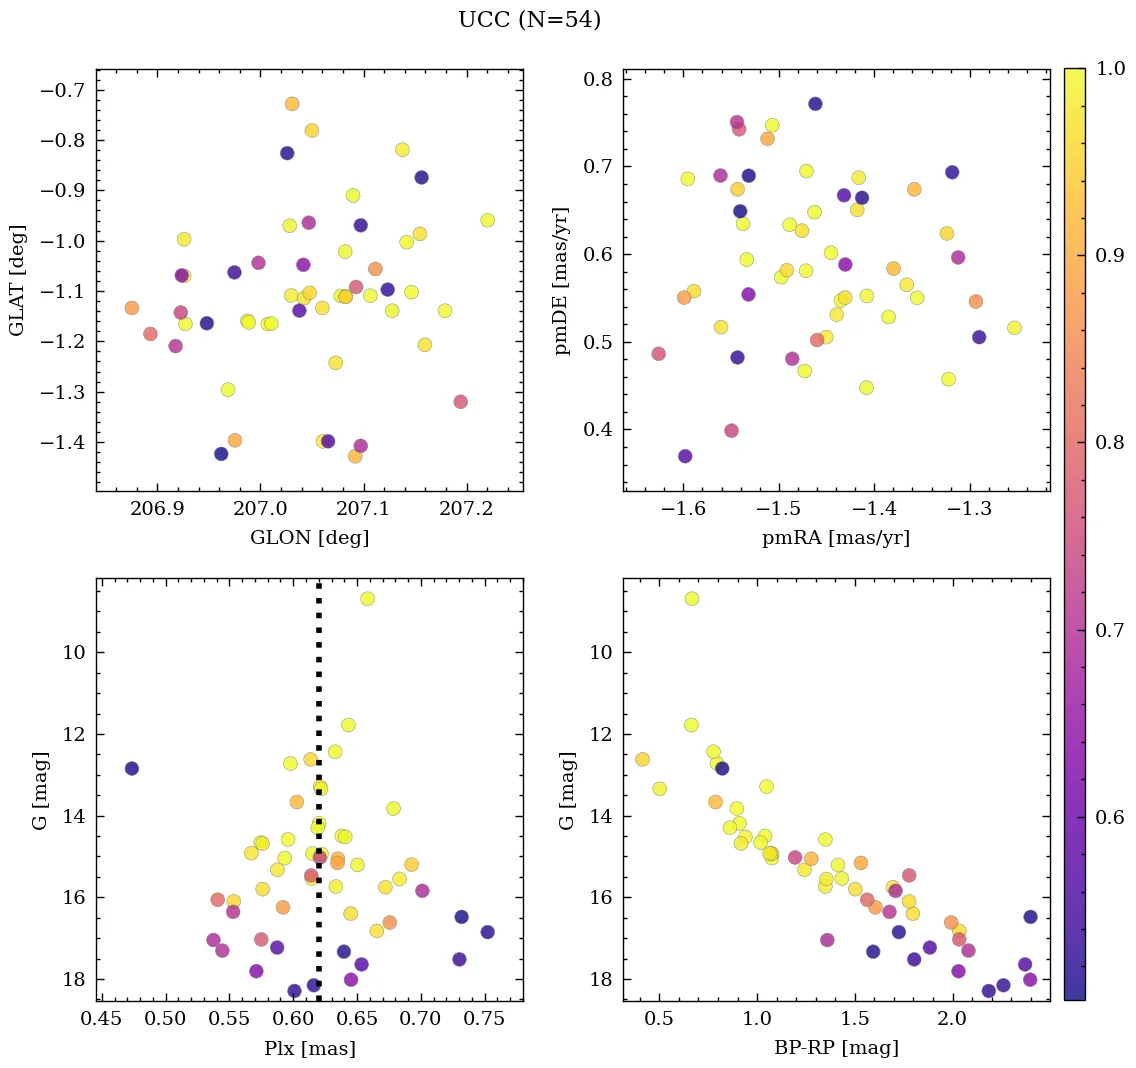 UCC (N=54)
−0.7
−0.8
−0.9
−1.0
−1.1
−1.2
−1.3
−1.4
GLAT [deg]
206.9 207.0 207.1 207.2
GLON [deg]
0.8
0.7
0.6
0.5
0.4
pmDE [mas/yr]
−1.6 −1.5 −1.4 −1.3
pmRA [mas/yr]
10
12
14
16
18
G [mag]
0.45 0.50 0.55 0.60 0.65 0.70 0.75
Plx [mas]
10
12
14
16
18
G [mag]
0.5 1.0 1.5 2.0
BP-RP [mag]
1.0
0.9
0.8
0.7
0.6